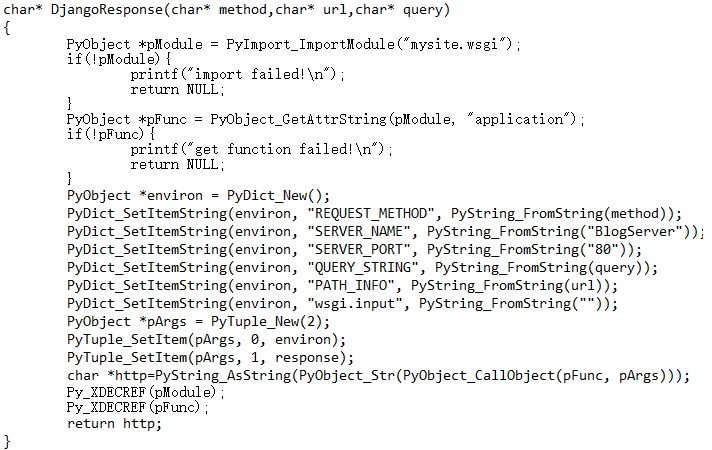 char* DjangoResponse(char* method,char* url,char* query)
{
PyObject *pModule = PyImport_ImportModule("mysite.wsgi");
if(!pModule){
printf("import failed!\n");
return NULL;
}
PyObject *pFunc = PyObject_GetAttrString(pModule, "application");
if(!pFunc){
printf("get function failed!\n");
return NULL;
}
PyObject *environ = PyDict_New();
PyDict_SetItemString(environ, "REQUEST_METHOD", PyString_FromString(method));
PyDict_SetItemString(environ, "SERVER_NAME", PyString_FromString("BlogServer"));
PyDict_SetItemString(environ, "SERVER_PORT", PyString_FromString("80"));
PyDict_SetItemString(environ, "QUERY_STRING", PyString_FromString(query));
PyDict_SetItemString(environ, "PATH_INFO", PyString_FromString(url));
PyDict_SetItemString(environ, "wsgi.input", PyString_FromString(""));
PyObject *pArgs = PyTuple_New(2);
PyTuple_SetItem(pArgs, 0, environ);
PyTuple_SetItem(pArgs, 1, response);
char *http=PyString_AsString(PyObject_Str(PyObject_CallObject(pFunc, pArgs)));
Py_XDECREF(pModule);
Py_XDECREF(pFunc);
return http;
}